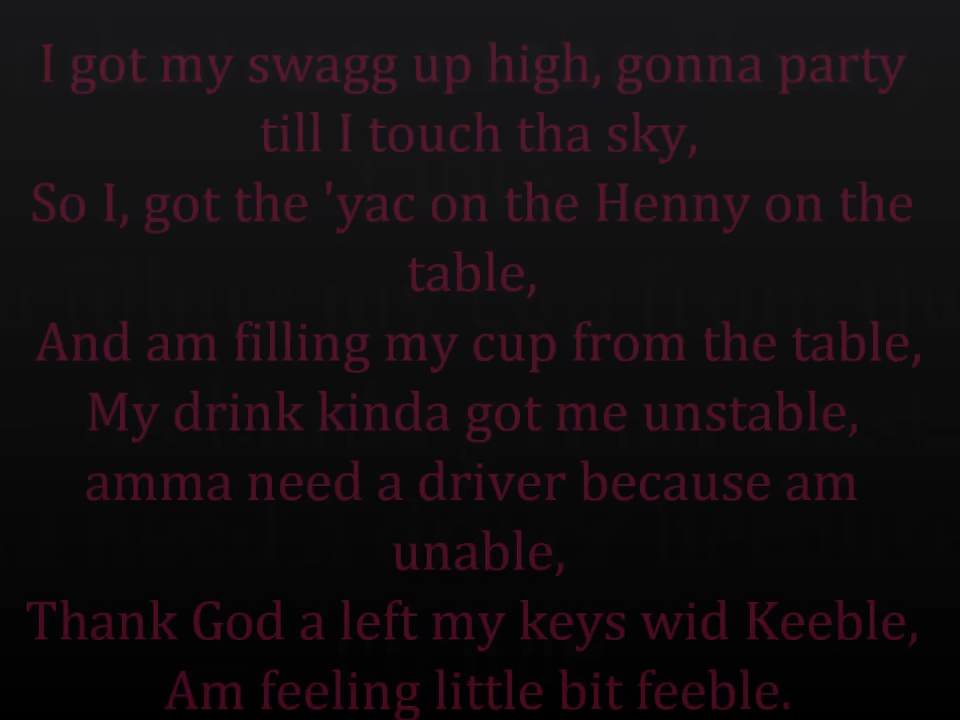 I got my swagg up high, gonna party
till I touch tha sky,
So I, got the 'yac on the Henny on the
table,
And am filling my cup from the table,
My drink kinda got me unstable,
amma need a driver because am
unable,
Thank God a left my keys wid Keeble,
Am feeling little bit feeble.